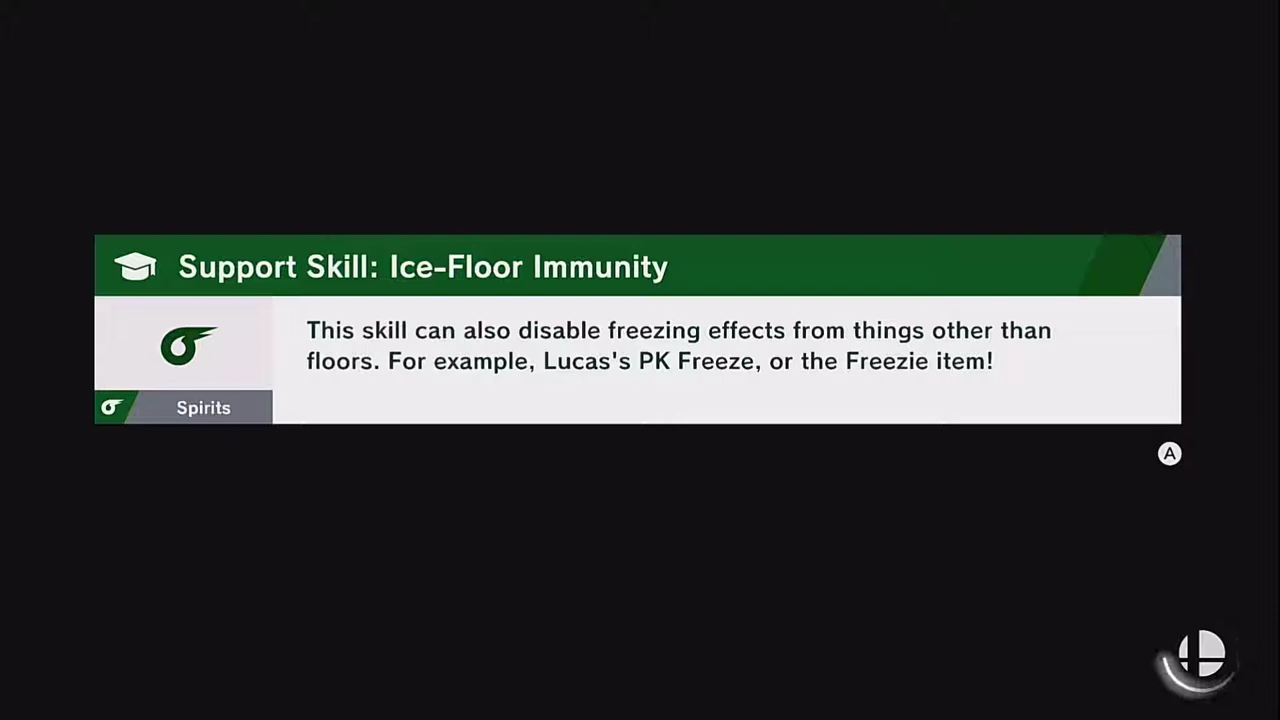 Support Skill: Ice-Floor Immunity
This skill can also disable freezing effects from things other than
floors. For example, Lucas's PK Freeze, or the Freezie item!
Spirits
A